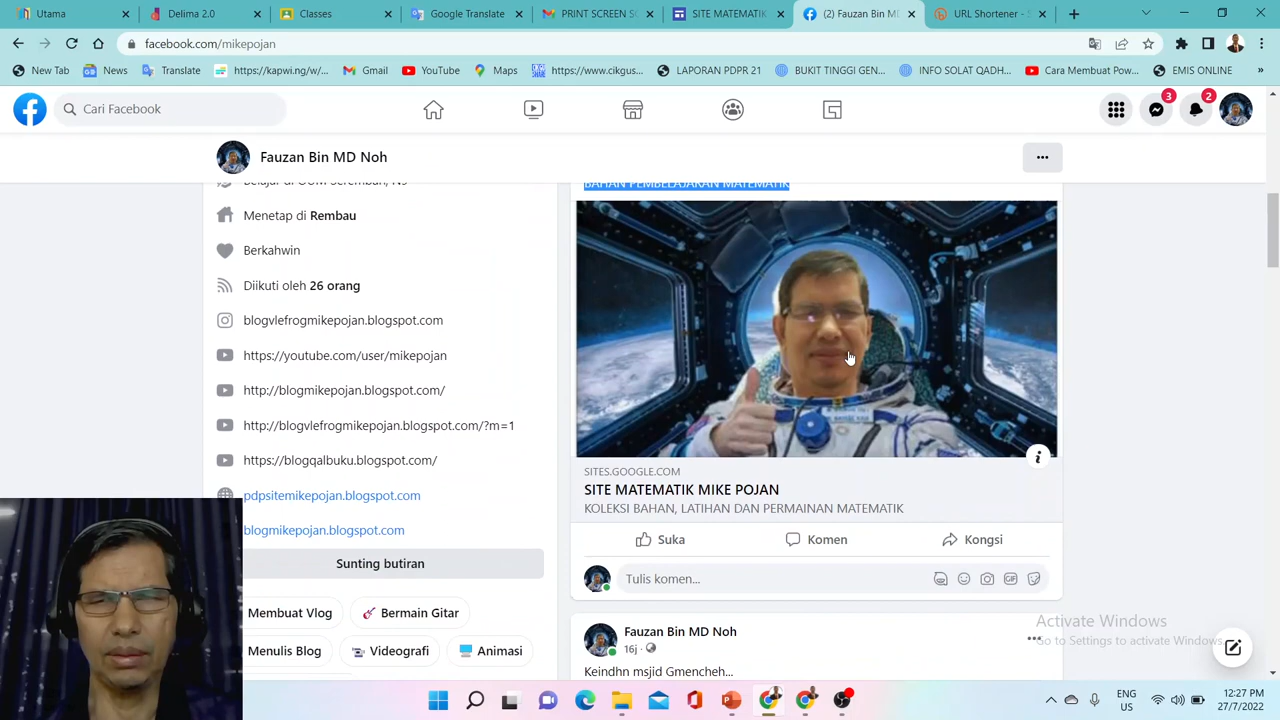 Utama
Delima 2.0
Classes
Google Translate
PRINT SCREEN SC
SITE MATEMATIK
(2) Fauzan Bin MD
URL Shortener - S
facebook.com/mikepojan
New Tab
News
Translate
https://kapwi.ng/w/...
Gmail
YouTube
Maps
https://www.cikgus...
LAPORAN PDPR 21
BUKIT TINGGI GEN...
INFO SOLAT QADH...
Cara Membuat Pow...
EMIS ONLINE
»
Cari Facebook
3
2
Fauzan Bin MD Noh
BAHAN PEMBELAJARAN MATEMATIK
Menetap di Rembau
Berkahwin
Diikuti oleh 26 orang
blogvlefrogmikepojan.blogspot.com
https://youtube.com/user/mikepojan
http://blogmikepojan.blogspot.com/
http://blogvlefrogmikepojan.blogspot.com/?m=1
https://blogqalbuku.blogspot.com/
pdpsitemikepojan.blogspot.com
blogmikepojan.blogspot.com
Sunting butiran
Membuat Vlog
Bermain Gitar
Menulis Blog
Videografi
Animasi
SITES.GOOGLE.COM
SITE MATEMATIK MIKE POJAN
KOLEKSI BAHAN, LATIHAN DAN PERMAINAN MATEMATIK
Suka
Komen
Kongsi
Tulis komen...
Fauzan Bin MD Noh
16j ·
Keindhn msjid Gmencheh...
Activate Windows
Go to Settings to activate Windows.
ENG
US
12:27 PM
27/7/2022